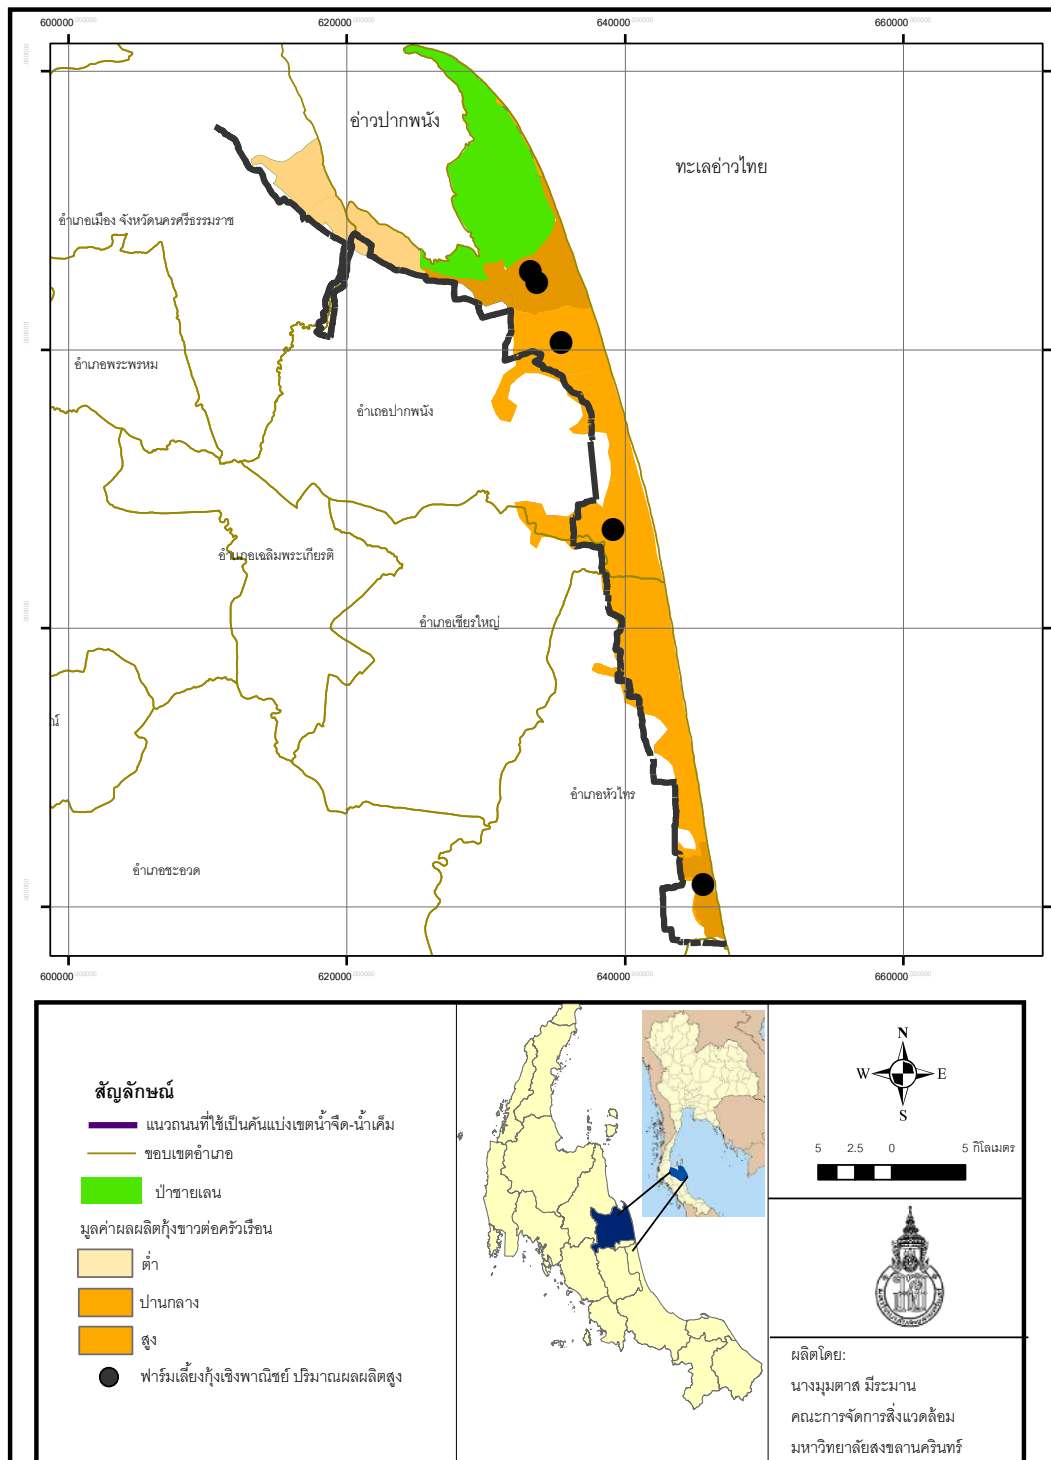 600000
620000
640000
660000
อ่าวปากพนัง
ทะเลอ่าวไทย
อำเภอเมือง จังหวัดนครศรีธรรมราช
อำเภอพระพรหม
อำเถอปากพนัง
อำเภอเฉลิมพระเกียรติ
อำเภอเชียรใหญ่
ณ์
อำเภอหัวไทร
อำเภอชะอวด
600000
620000
640000
660000
สัญลักษณ์
แนวถนนที่ใช้เป็นคันแบ่งเขตน้ำจืด-น้ำเค็ม
ขอบเขตอำเภอ
ป่าชายเลน
มูลค่าผลผลิตกุ้งขาวต่อครัวเรือน
ต่ำ
ปานกลาง
สูง
ฟาร์มเลี้ยงกุ้งเชิงพาณิชย์ ปริมาณผลผลิตสูง
N
W E
S
5 2.5 0 5 กิโลเมตร
ผลิตโดย:
นางมุมตาส มีระมาน
คณะการจัดการสิ่งแวดล้อม
มหาวิทยาลัยสงขลานครินทร์